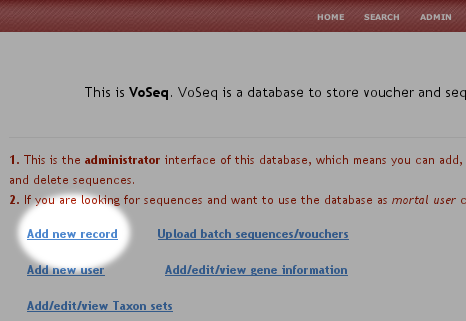 HOME SEARCH ADMIN
This is VoSeq. VoSeq is a database to store voucher and seq
1. This is the administrator interface of this database, which means you can add,
and delete sequences.
2. If you are looking for sequences and want to use the database as mortal user
Add new record Upload batch sequences/vouchers
Add new user Add/edit/view gene information
Add/edit/view Taxon sets